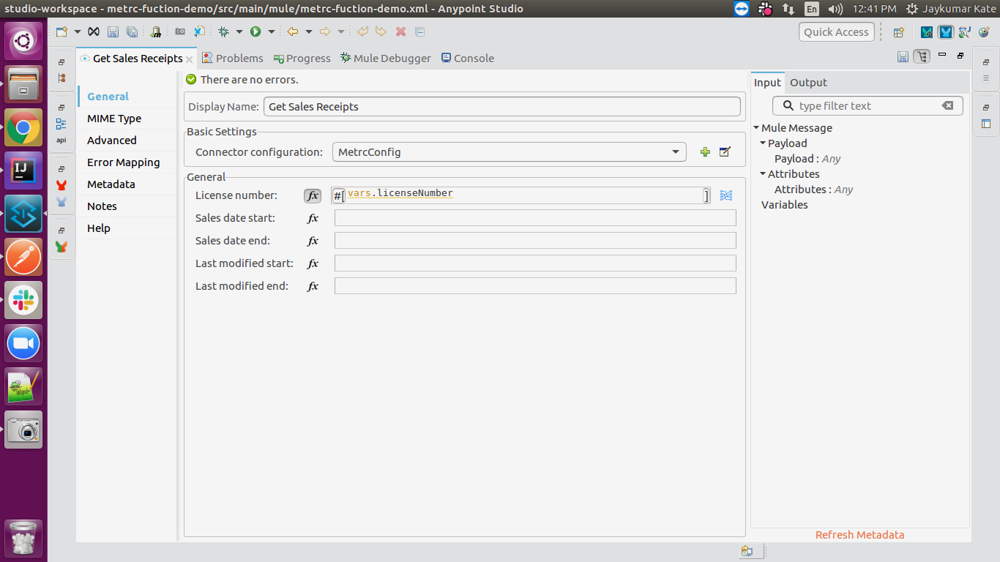 studio-workspace - metrc-fuction-demo/src/main/mule/metrc-fuction-demo.xml - Anypoint Studio
En
12:41 PM
Jaykumar Kate
Quick Access
Get Sales Receipts
Problems
Progress
Mule Debugger
Console
There are no errors.
General
MIME Type
Advanced
Error Mapping
Metadata
Notes
Help
api
Display Name:
Get Sales Receipts
Basic Settings
Connector configuration:
MetrcConfig
General
License number:
fx
#[ vars.licenseNumber ]
Sales date start:
fx
Sales date end:
fx
Last modified start:
fx
Last modified end:
fx
Input
Output
type filter text
Mule Message
Payload
Payload : Any
Attributes
Attributes : Any
Variables
Refresh Metadata
IJ